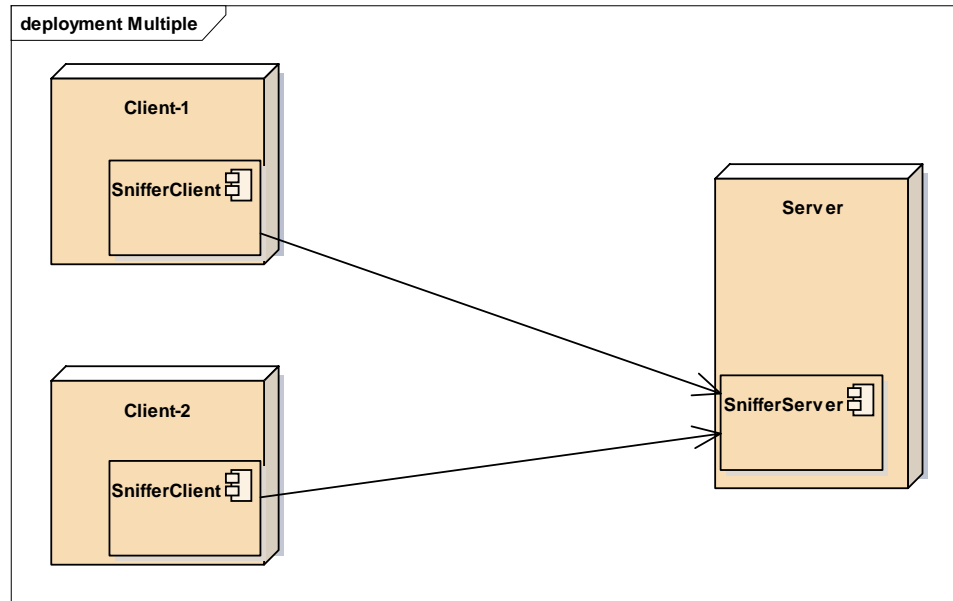 deployment Multiple
Client-1
SnifferClient
Server
Client-2
SnifferServer
SnifferClient